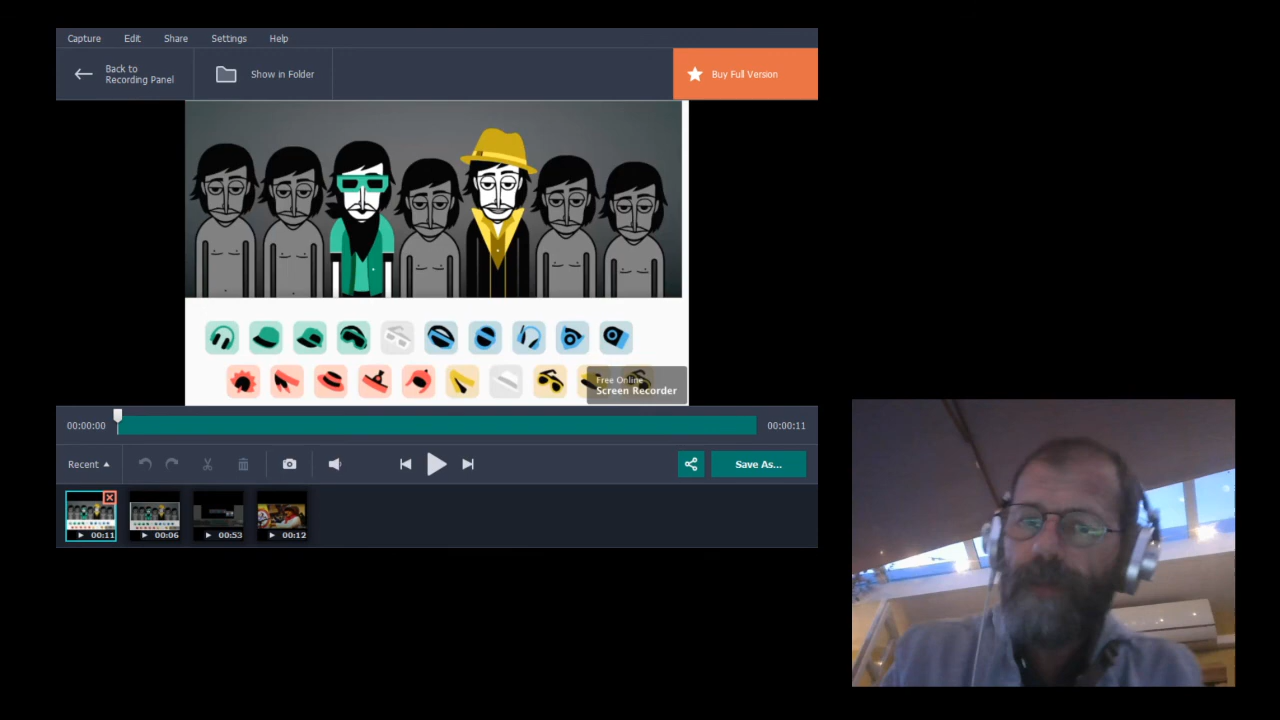 Capture Edit Share Settings Help
Back to
Recording Panel
Show in Folder
Buy Full Version
Free Online
Screen Recorder
00:00:00
00:00:11
Recent
Save As...
00:11
00:06
00:53
00:12